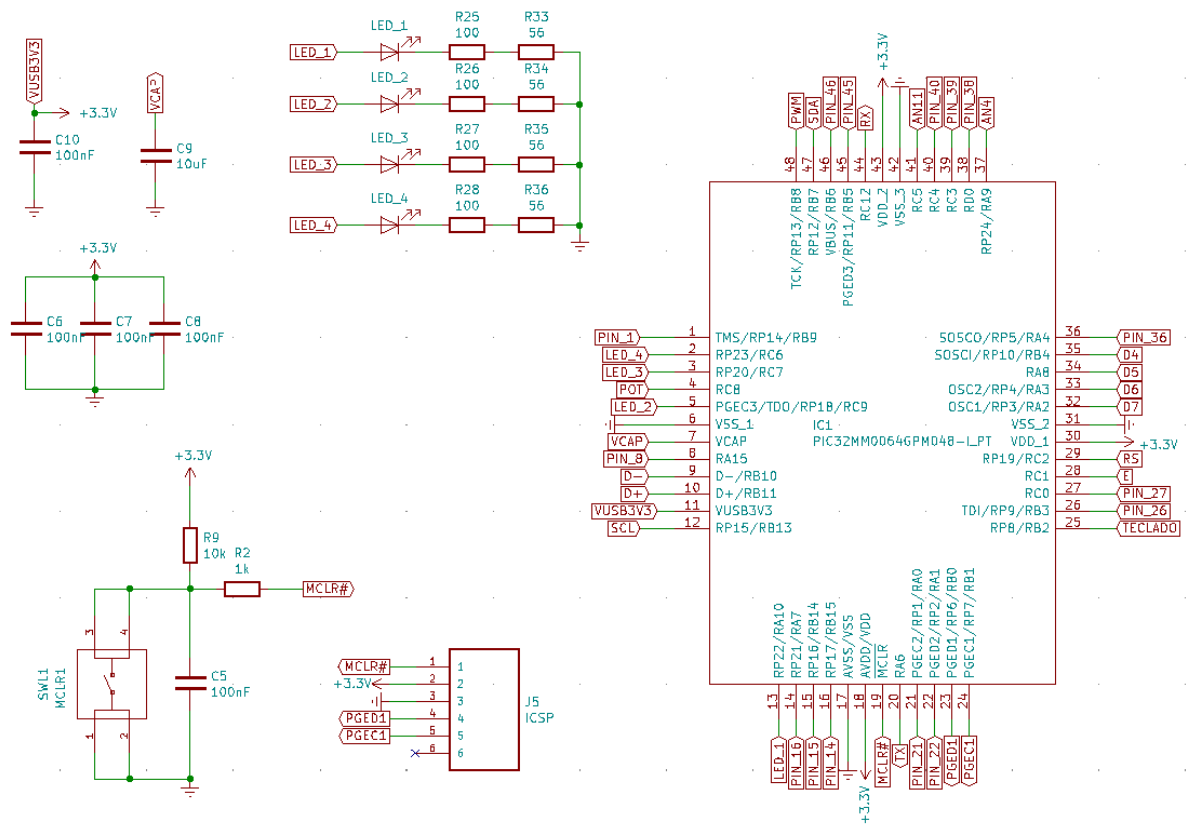 VUSB3V3
+3.3V
C10
100nF
VCAP
C9
10uF
LED_1
LED_1
R25
100
R33
56
LED_2
LED_2
R26
100
R34
56
LED_3
LED_3
R27
100
R35
56
LED_4
LED_4
R28
100
R36
56
+3.3V
C6
100nF
C7
100nF
C8
100nF
+3.3V
R9
10k
R2
1k
MCLR#
3
4
SWL1
MCLR1
1
2
C5
100nF
MCLR#
1
1
+3.3V
2
2
3
3
PGED1
4
4
PGEC1
5
5
6
6
J5
ICSP
+3.3V
PWM
SDA
PIN_46
PIN_45
RX
AN11
PIN_40
PIN_39
PIN_38
AN4
48
47
46
45
44
43
42
41
40
39
38
37
TCK/RP13/RB8
RP12/RB7
VBUS/RB6
PGED3/RP11/RB5
RC12
VDD_2
VSS_3
RC5
RC4
RC3
RD0
RP24/RA9
PIN_1 1 TMS/RP14/RB9
LED_4 2 RP23/RC6
LED_3 3 RP20/RC7
POT 4 RC8
LED_2 5 PGEC3/TDO/RP18/RC9
6 VSS_1
VCAP 7 VCAP
PIN_8 8 RA15
D- 9 D-/RB10
D+ 10 D+/RB11
VUSB3V3 11 VUSB3V3
SCL 12 RP15/RB13
IC1
PIC32MM0064GPM048-I_PT
SOSCO/RP5/RA4 36 PIN_36
SOSCI/RP10/RB4 35 D4
RA8 34 D5
OSC2/RP4/RA3 33 D6
OSC1/RP3/RA2 32 D7
VSS_2 31
VDD_1 30 +3.3V
RP19/RC2 29 RS
RC1 28 E
RC0 27 PIN_27
TDI/RP9/RB3 26 PIN_26
RP8/RB2 25 TECLADO
RP22/RA10
RP21/RA7
RP16/RB14
RP17/RB15
AVSS/VSS
AVDD/VDD
MCLR
RA6
PGEC2/RP1/RA0
PGED2/RP2/RA1
PGED1/RP6/RB0
PGEC1/RP7/RB1
13
14
15
16
17
18
19
20
21
22
23
24
LED_1
PIN_16
PIN_15
PIN_14
+3.3V
MCLR#
TX
PIN_21
PIN_22
PGED1
PGEC1